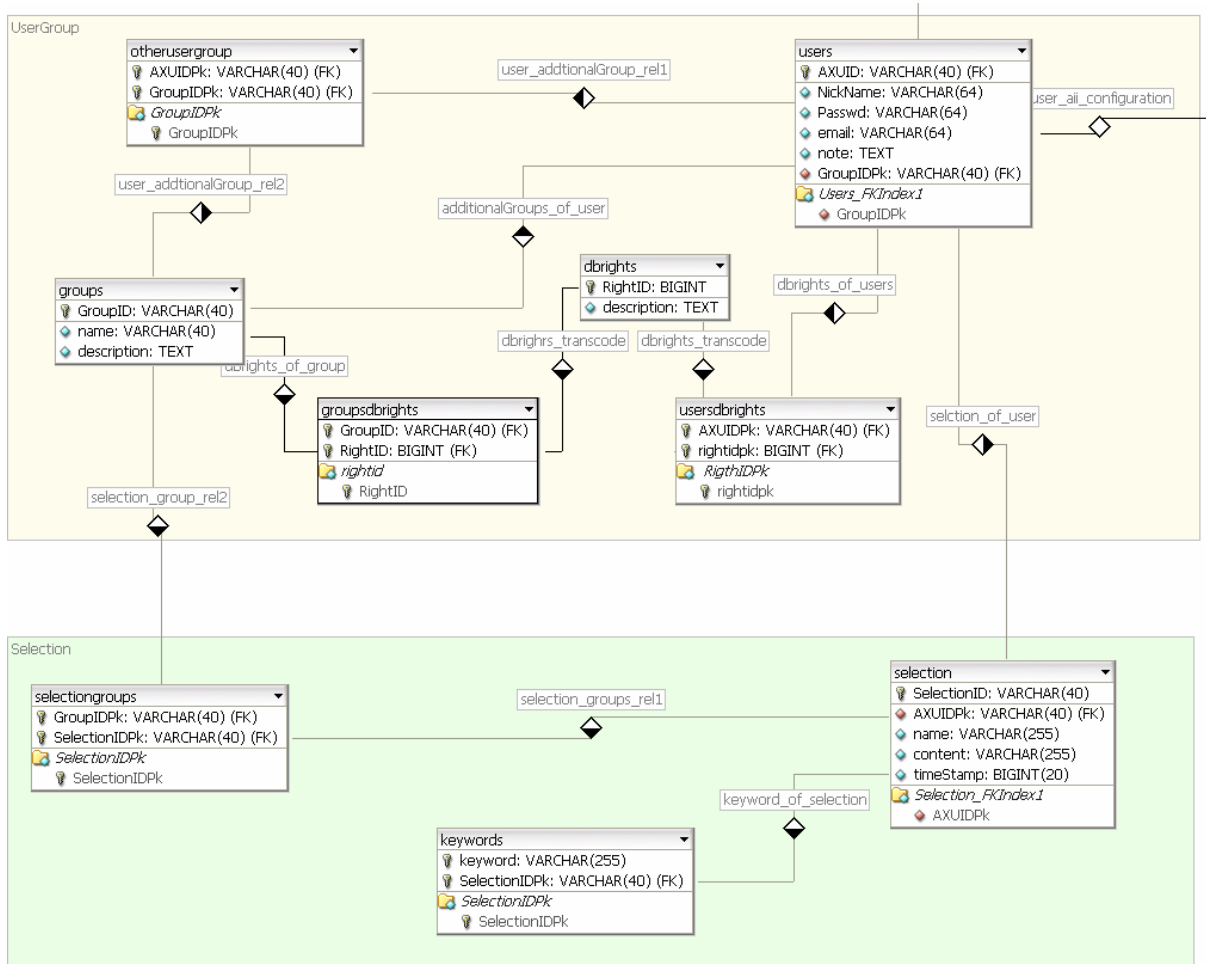 UserGroup
otherusergroup
AXUIDPk: VARCHAR(40) (FK)
GroupIDPk: VARCHAR(40) (FK)
GroupIDPk
GroupIDPk
user_addtionalGroup_rel1
users
AXUID: VARCHAR(40) (FK)
NickName: VARCHAR(64)
Passwd: VARCHAR(64)
email: VARCHAR(64)
note: TEXT
GroupIDPk: VARCHAR(40) (FK)
Users_FKIndex1
GroupIDPk
user_aii_configuration
user_addtionalGroup_rel2
additionalGroups_of_user
groups
GroupID: VARCHAR(40)
name: VARCHAR(40)
description: TEXT
dbrights
RightID: BIGINT
description: TEXT
dbrights_of_users
dbrighrs_transcode
dbrights_transcode
dbrights_of_group
groupsdbrights
GroupID: VARCHAR(40) (FK)
RightID: BIGINT (FK)
rightid
RightID
usersdbrights
AXUIDPk: VARCHAR(40) (FK)
rightidpk: BIGINT (FK)
RigthIDPk
rightidpk
selction_of_user
selection_group_rel2
Selection
selectiongroups
GroupIDPk: VARCHAR(40) (FK)
SelectionIDPk: VARCHAR(40) (FK)
SelectionIDPk
SelectionIDPk
selection_groups_rel1
selection
SelectionID: VARCHAR(40)
AXUIDPk: VARCHAR(40) (FK)
name: VARCHAR(255)
content: VARCHAR(255)
timeStamp: BIGINT(20)
Selection_FKIndex1
AXUIDPk
keyword_of_selection
keywords
keyword: VARCHAR(255)
SelectionIDPk: VARCHAR(40) (FK)
SelectionIDPk
SelectionIDPk